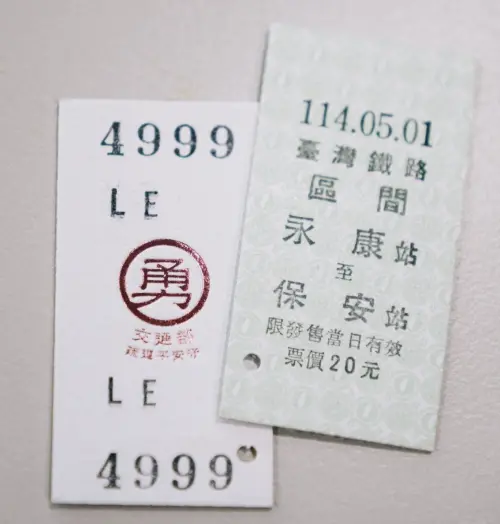 4999
LE
勇
交通部
LE
4999
114.05.01
臺灣鐵路
區間
永康站
至
保安站
限發售當日有效
票價20元